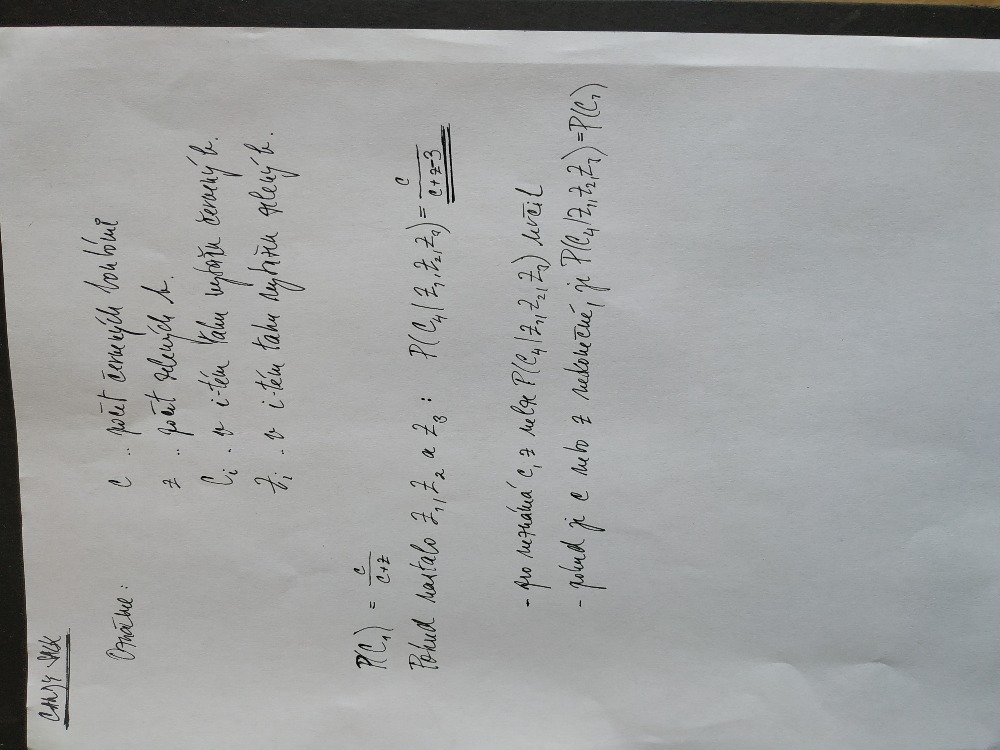 CANDY SACK
Označme: c .. počet červených bonbónů
z .. počet zelených b.
C_i .. v i-tém tahu vytažen červený b.
Z_i .. v i-tém tahu vytažen zelený b.
P(C_1) = c/(c+z)
Pokud nastalo Z_1, Z_2 a Z_3: P(C_4|Z_1,Z_2,Z_3) = c/(c+z-3)
- pro neznámá c, z nelze P(C_4|Z_1,Z_2,Z_3) určit
- pokud je c nebo z nekonečné, je P(C_4|Z_1,Z_2,Z_3) = P(C_1)